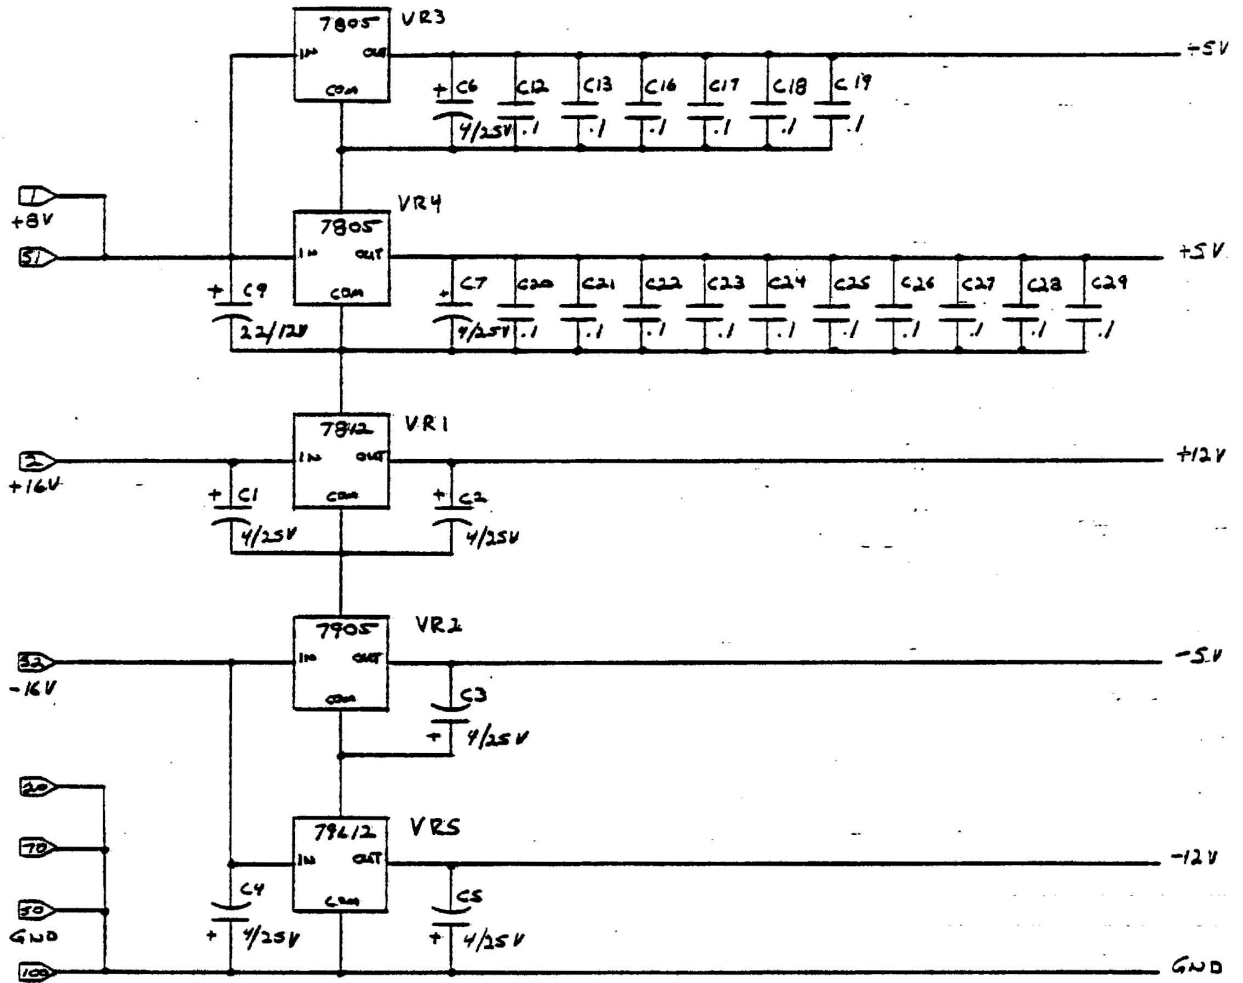 7805 VR3
IN OUT
COM
+5V
+ C6 C12 C13 C16 C17 C18 C19
4/25V .1 .1 .1 .1 .1 .1
1
+8V
51
7805 VR4
IN OUT
COM
+5V
+ C9
22/12V
+ C7 C20 C21 C22 C23 C24 C25 C26 C27 C28 C29
4/25V .1 .1 .1 .1 .1 .1 .1 .1 .1 .1
7812 VR1
2 IN OUT +12V
+16V COM
+ C1 + C2
4/25V 4/25V
7905 VR2
52 IN OUT -5V
-16V COM
C3
+ 4/25V
20
70
50
GND
100
79L12 VR5
IN OUT -12V
COM
C4 C5
+ 4/25V + 4/25V
GND